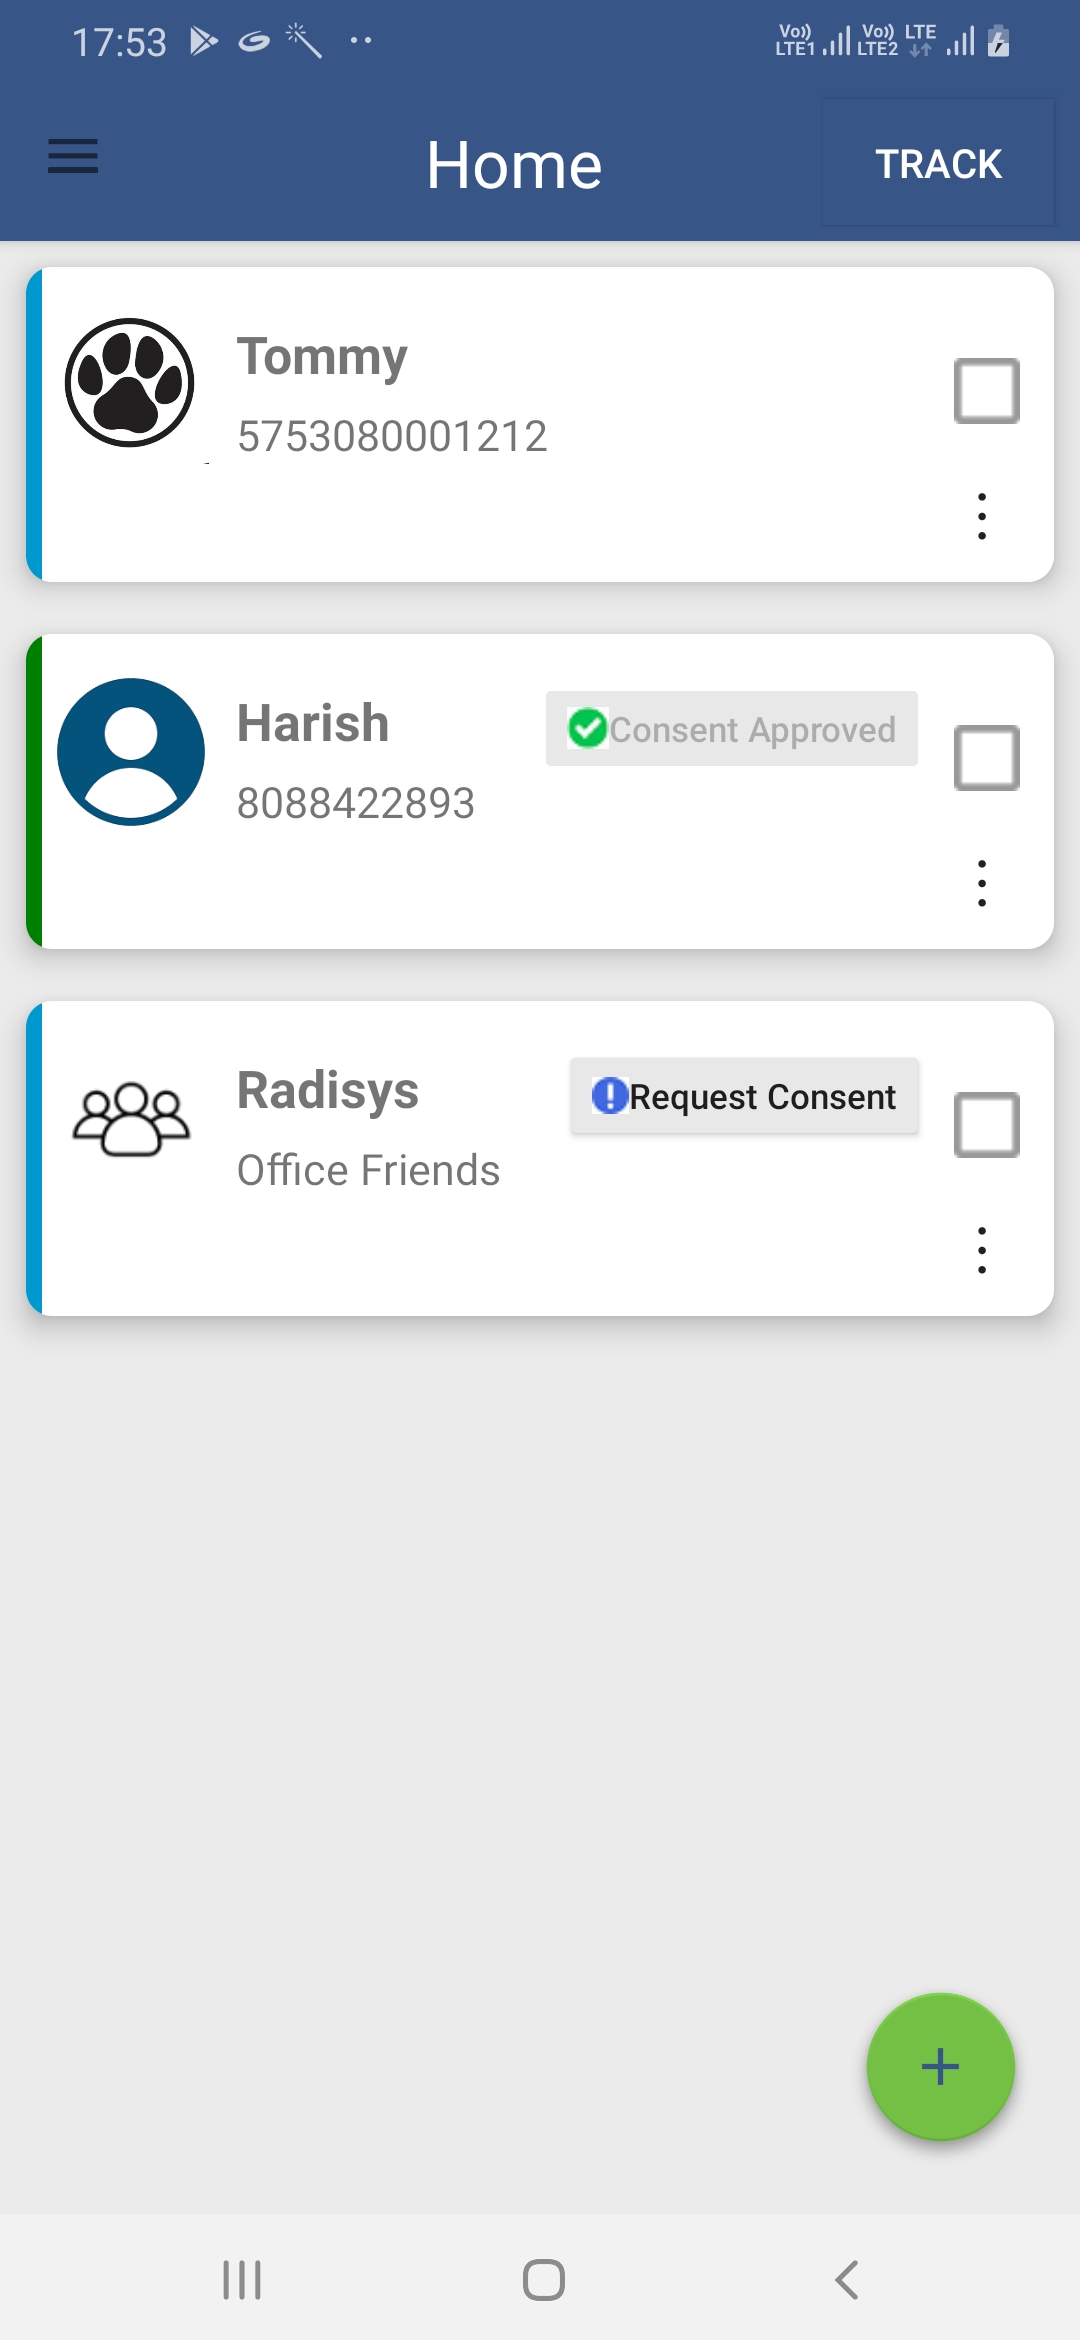 17:53
Vo)) LTE1 Vo)) LTE2 LTE
Home
TRACK
Tommy
5753080001212
Harish
Consent Approved
8088422893
Radisys
Request Consent
Office Friends